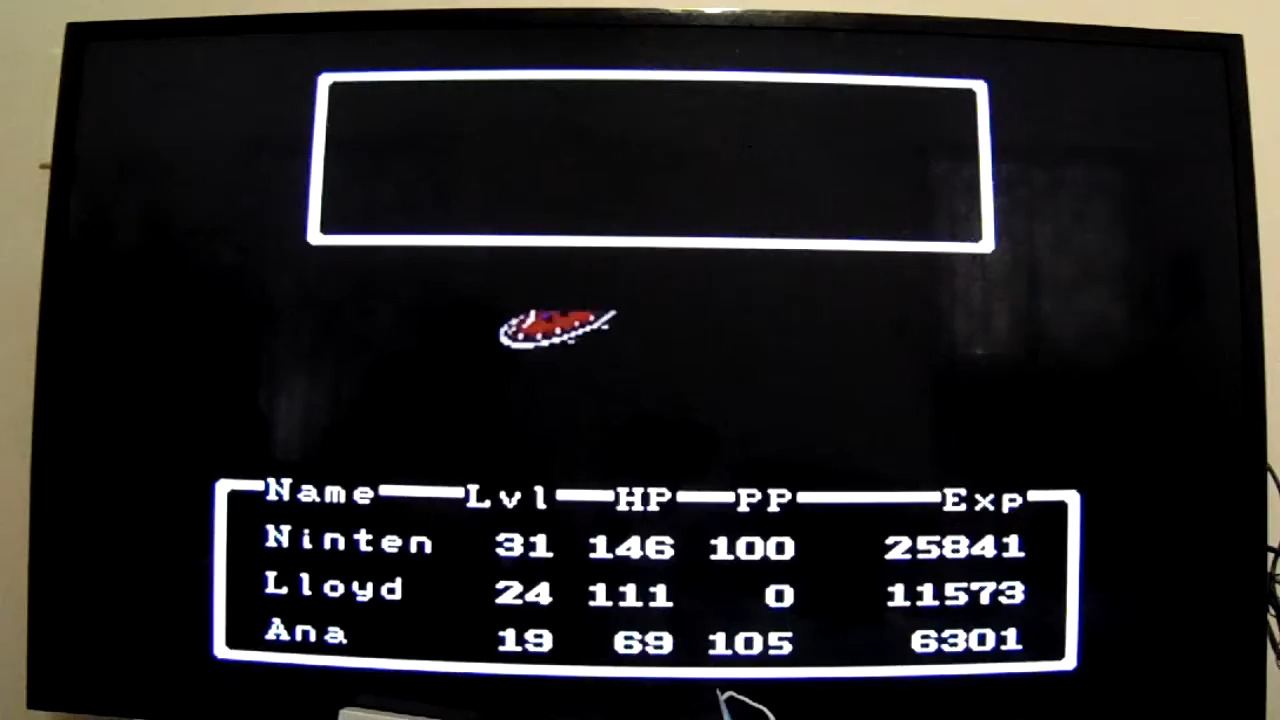 Name Lvl HP PP Exp
Ninten 31 146 100 25841
Lloyd 24 111 0 11573
Ana 19 69 105 6301